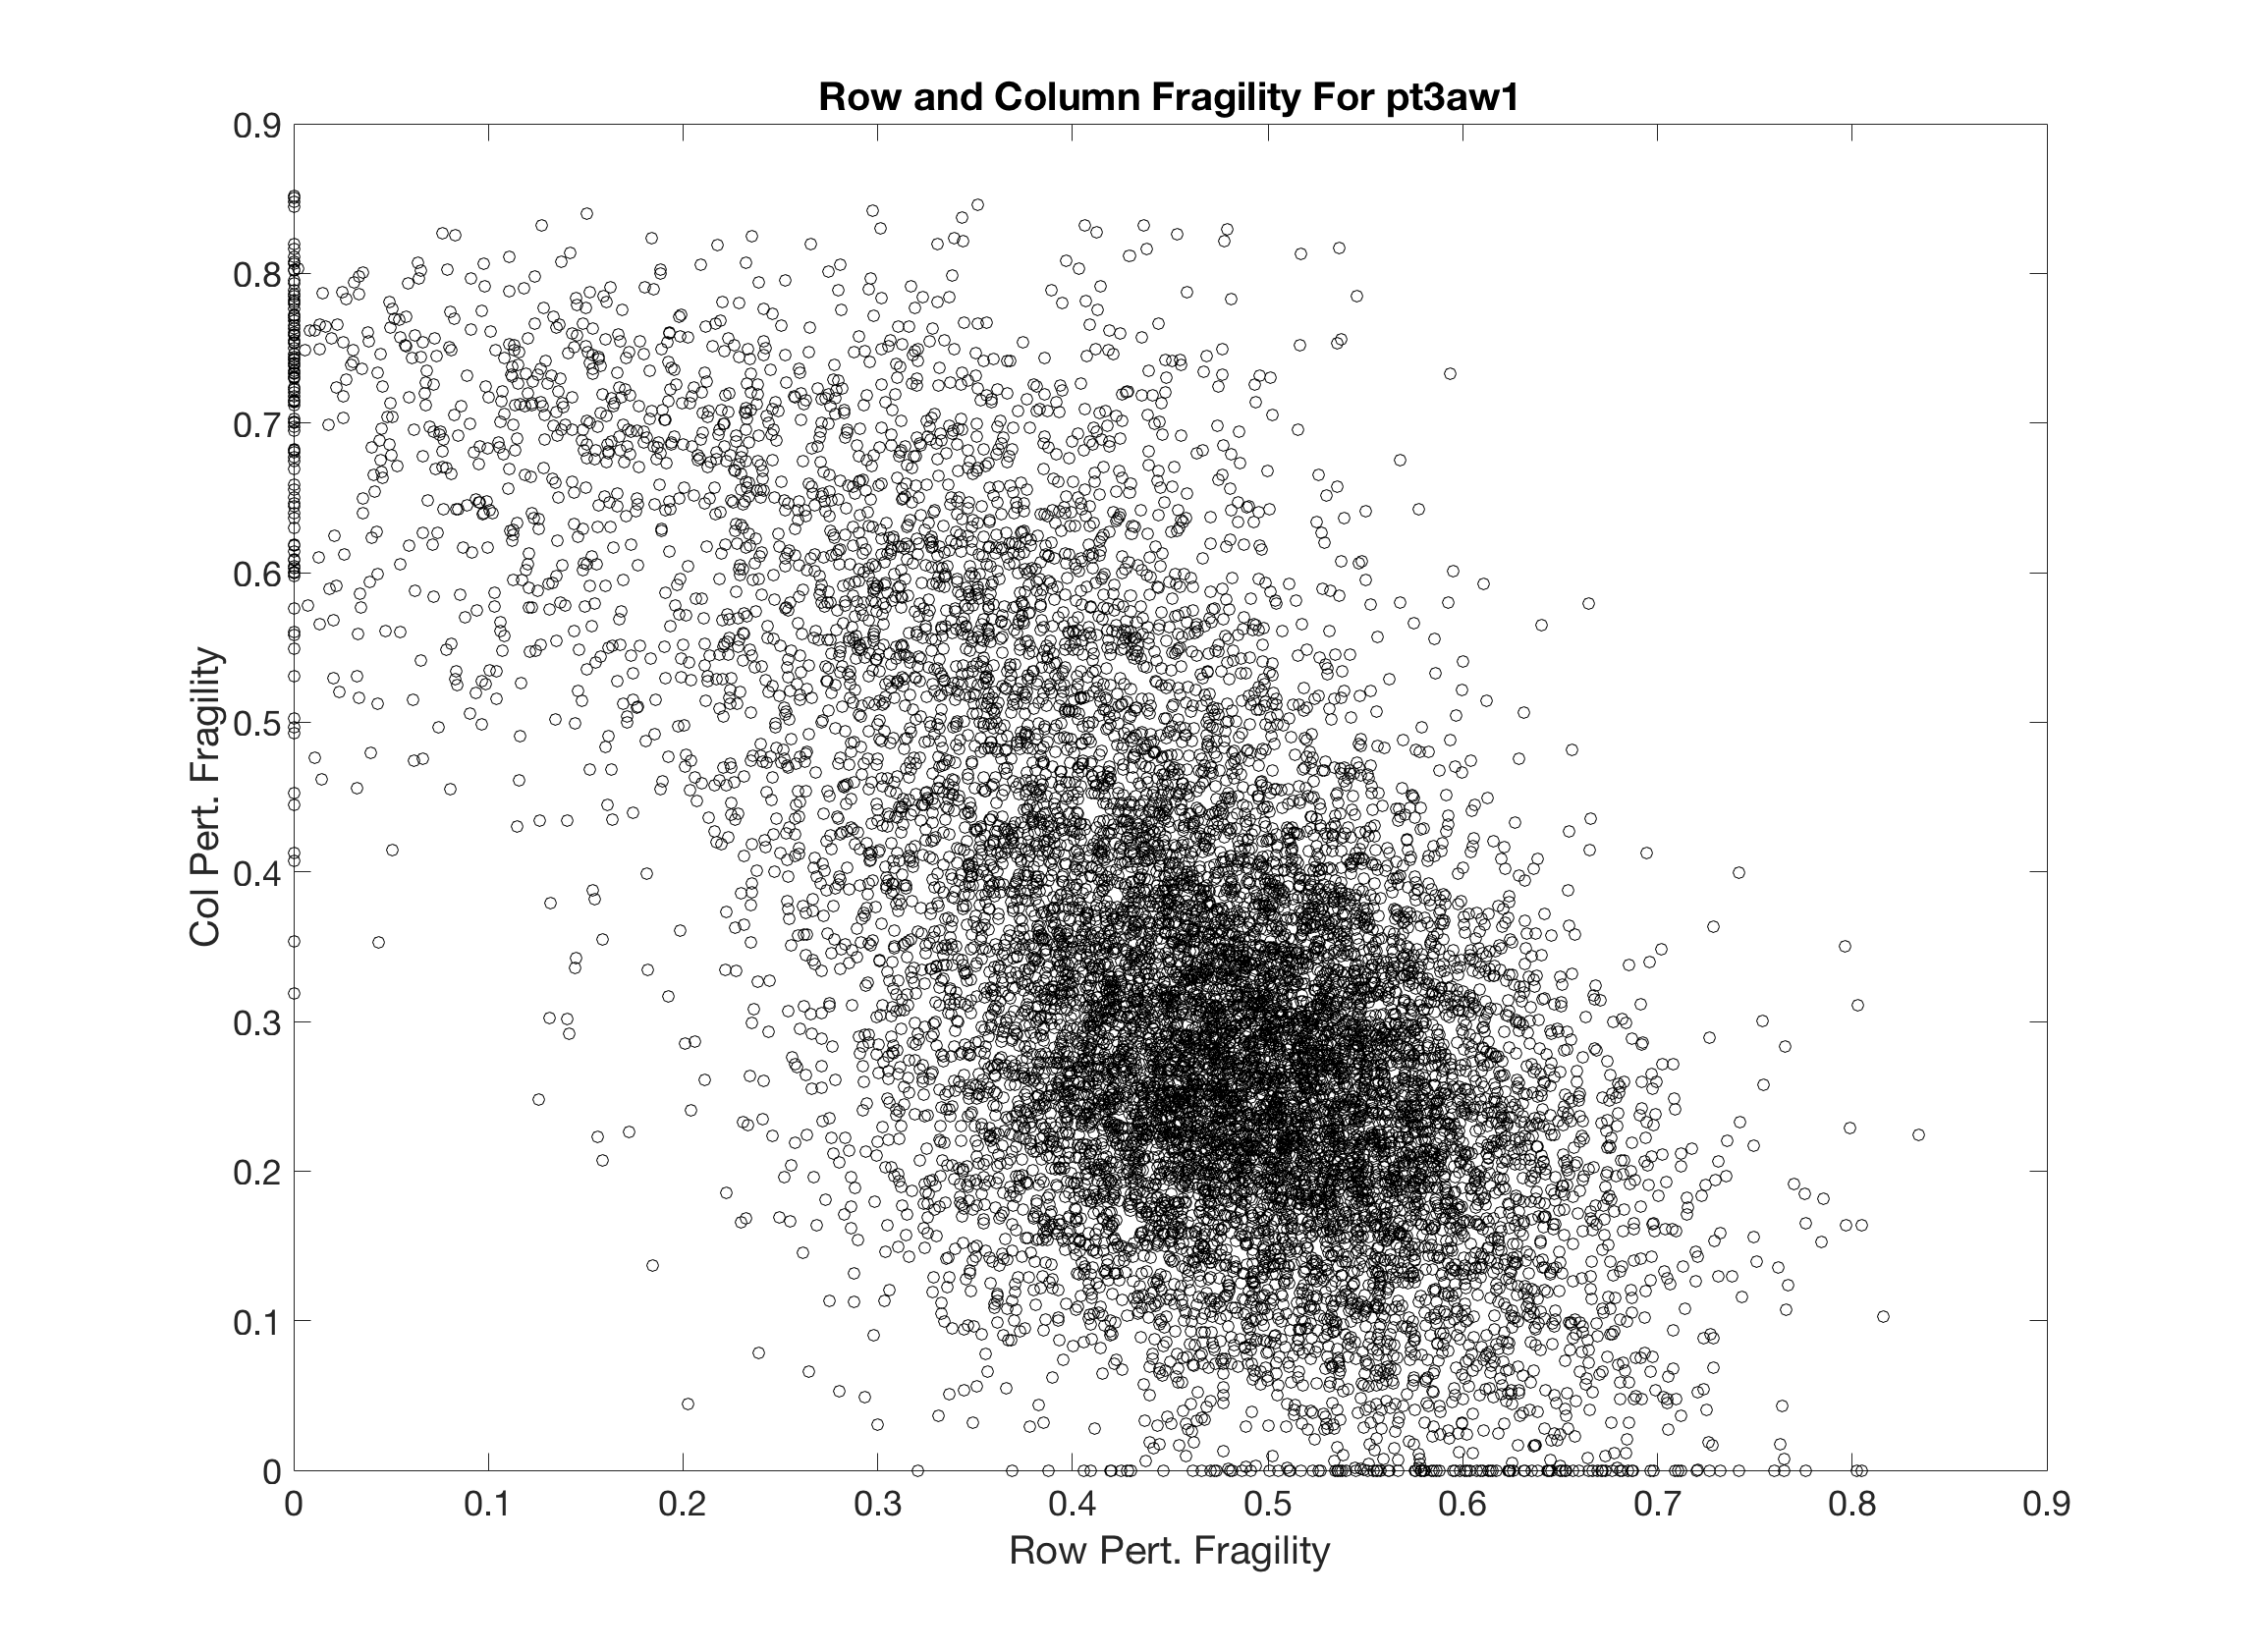 Row and Column Fragility For pt3aw1
0.9
0.8
0.7
0.6
0.5
0.4
0.3
0.2
0.1
0
Col Pert. Fragility
0 0.1 0.2 0.3 0.4 0.5 0.6 0.7 0.8 0.9
Row Pert. Fragility